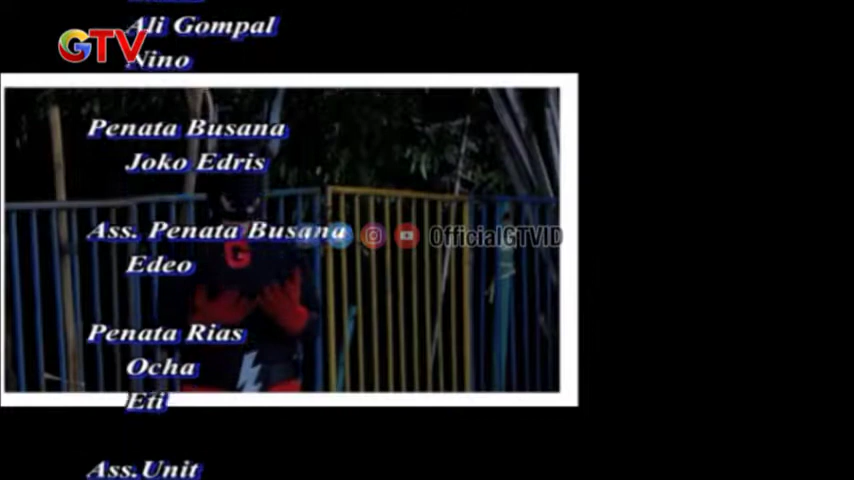 Ali Gompal
GTV
Nino
Penata Busana
Joko Edris
Ass. Penata Busana
OfficialGTVID
Edeo
G
Penata Rias
Ocha
Eti
Ass.Unit